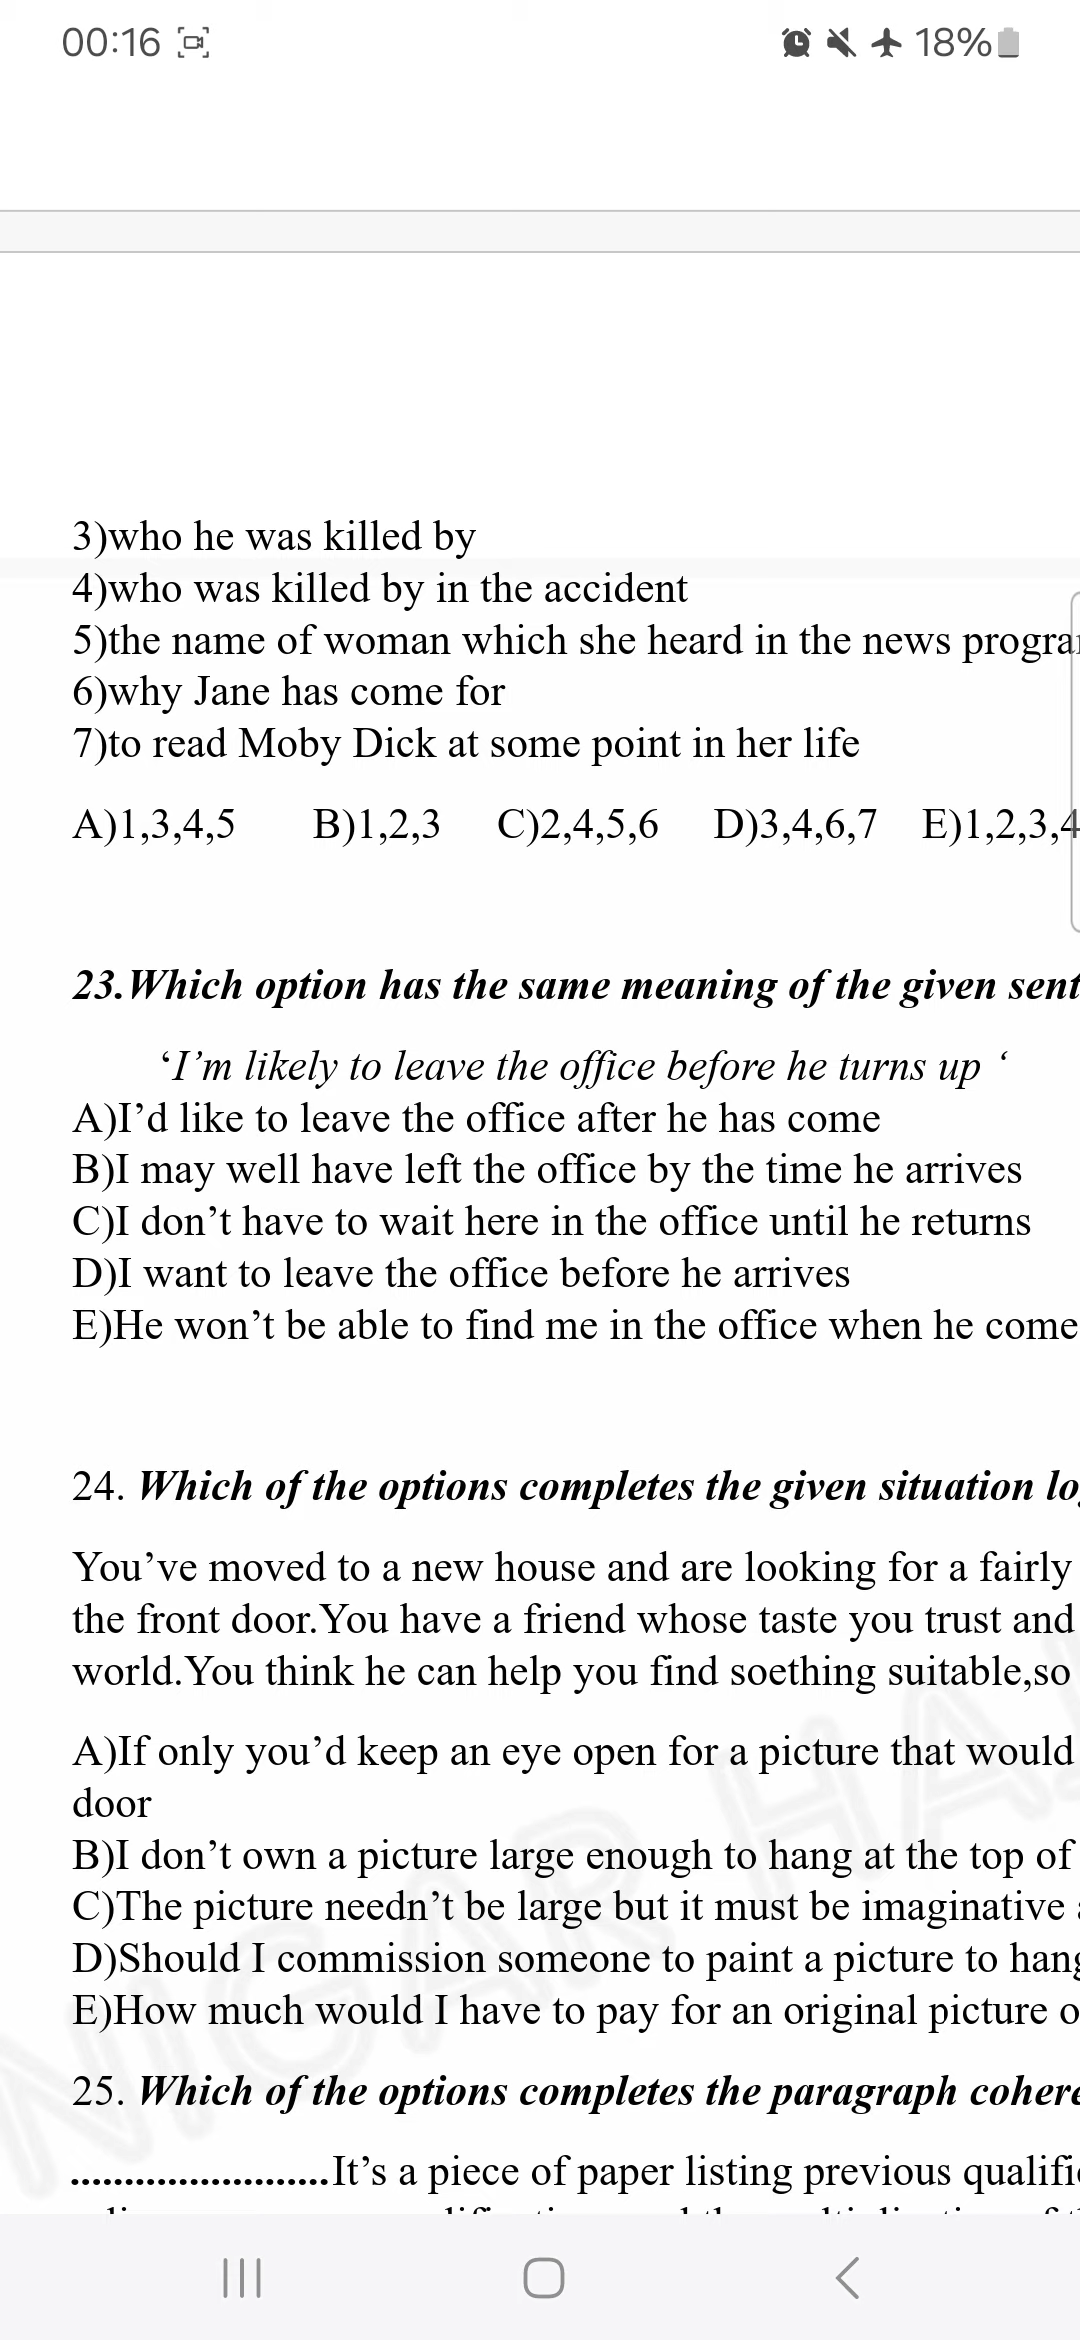 00:16 18%
3)who he was killed by
4)who was killed by in the accident
5)the name of woman which she heard in the news
6)why Jane has come for
7)to read Moby Dick at some point in her life
A)1,3,4,5 B)1,2,3 C)2,4,5,6 D)3,4,6,7 E)1,2,3,4
23.Which option has the same meaning of the given
‘I’m likely to leave the office before he turns up ‘
A)I’d like to leave the office after he has come
B)I may well have left the office by the time he arrives
C)I don’t have to wait here in the office until he returns
D)I want to leave the office before he arrives
E)He won’t be able to find me in the office when he come
24. Which of the options completes the given situation
You’ve moved to a new house and are looking for a fairly
the front door.You have a friend whose taste you trust and
world.You think he can help you find soething suitable,so
A)If only you’d keep an eye open for a picture that would
door
B)I don’t own a picture large enough to hang at the top of
C)The picture needn’t be large but it must be imaginative
D)Should I commission someone to paint a picture to hang
E)How much would I have to pay for an original picture
25. Which of the options completes the paragraph
........................It’s a piece of paper listing previous
NIGAR